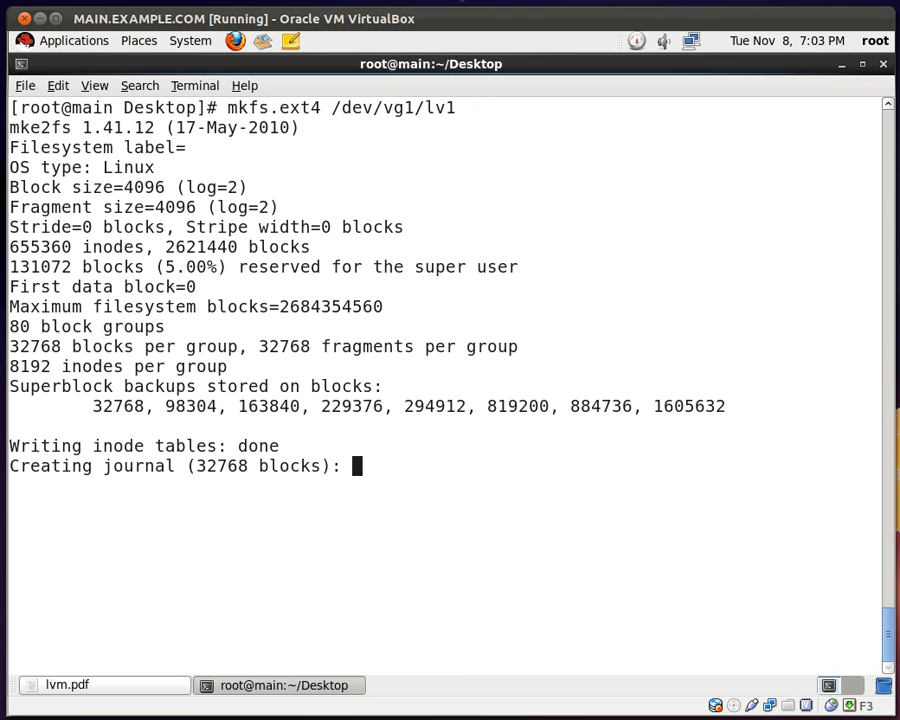 MAIN.EXAMPLE.COM [Running] - Oracle VM VirtualBox
Applications Places System Tue Nov 8, 7:03 PM root
root@main:~/Desktop
File Edit View Search Terminal Help
[root@main Desktop]# mkfs.ext4 /dev/vg1/lv1
mke2fs 1.41.12 (17-May-2010)
Filesystem label=
OS type: Linux
Block size=4096 (log=2)
Fragment size=4096 (log=2)
Stride=0 blocks, Stripe width=0 blocks
655360 inodes, 2621440 blocks
131072 blocks (5.00%) reserved for the super user
First data block=0
Maximum filesystem blocks=2684354560
80 block groups
32768 blocks per group, 32768 fragments per group
8192 inodes per group
Superblock backups stored on blocks:
32768, 98304, 163840, 229376, 294912, 819200, 884736, 1605632
Writing inode tables: done
Creating journal (32768 blocks):
lvm.pdf root@main:~/Desktop
F3